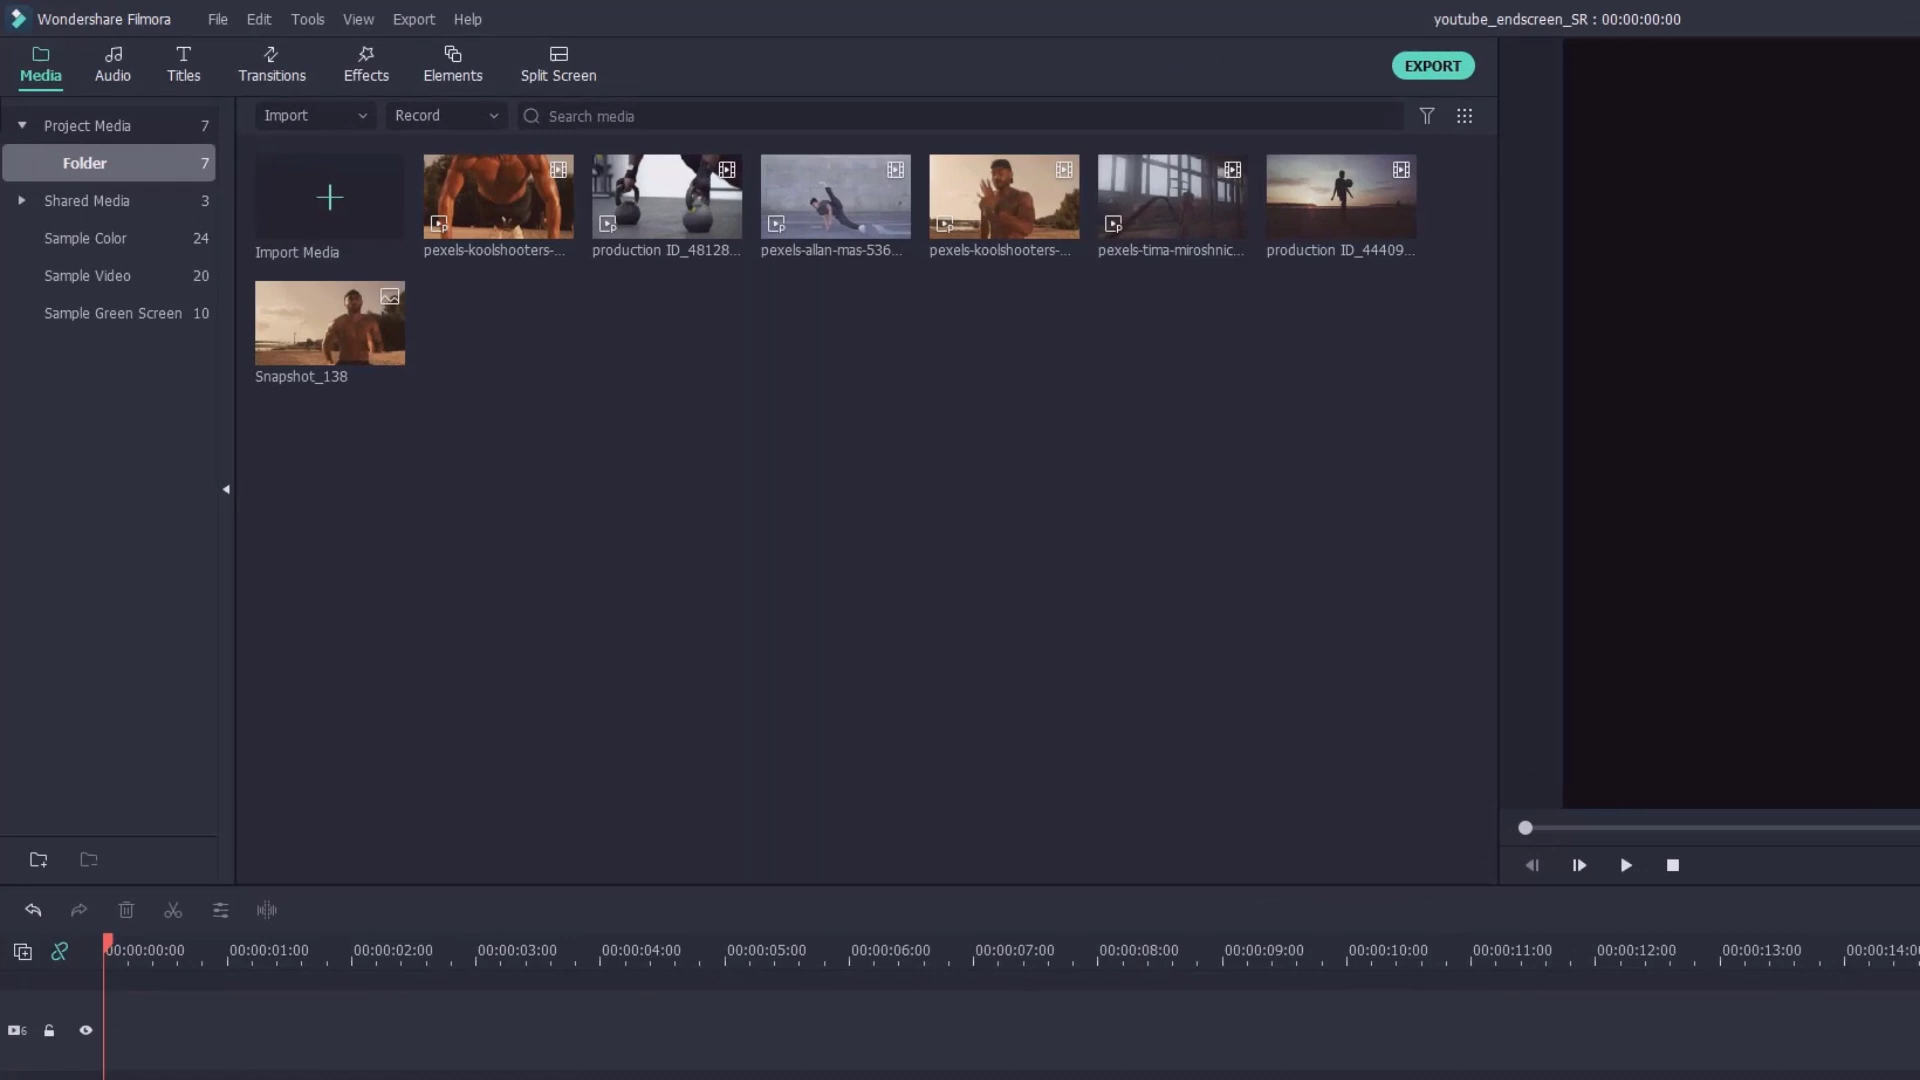 Wondershare Filmora File Edit Tools View Export Help youtube_endscreen_SR : 00:00:00:00
Media Audio Titles Transitions Effects Elements Split Screen EXPORT
Import Record Search media
Project Media 7
Folder 7
Shared Media 3
Sample Color 24
Sample Video 20
Sample Green Screen 10
Import Media pexels-koolshooters-... production ID_48128... pexels-allan-mas-536... pexels-koolshooters-... pexels-tima-miroshnic... production ID_44409...
Snapshot_138
00:00:00:00 00:00:01:00 00:00:02:00 00:00:03:00 00:00:04:00 00:00:05:00 00:00:06:00 00:00:07:00 00:00:08:00 00:00:09:00 00:00:10:00 00:00:11:00 00:00:12:00 00:00:13:00 00:00:14:0
6